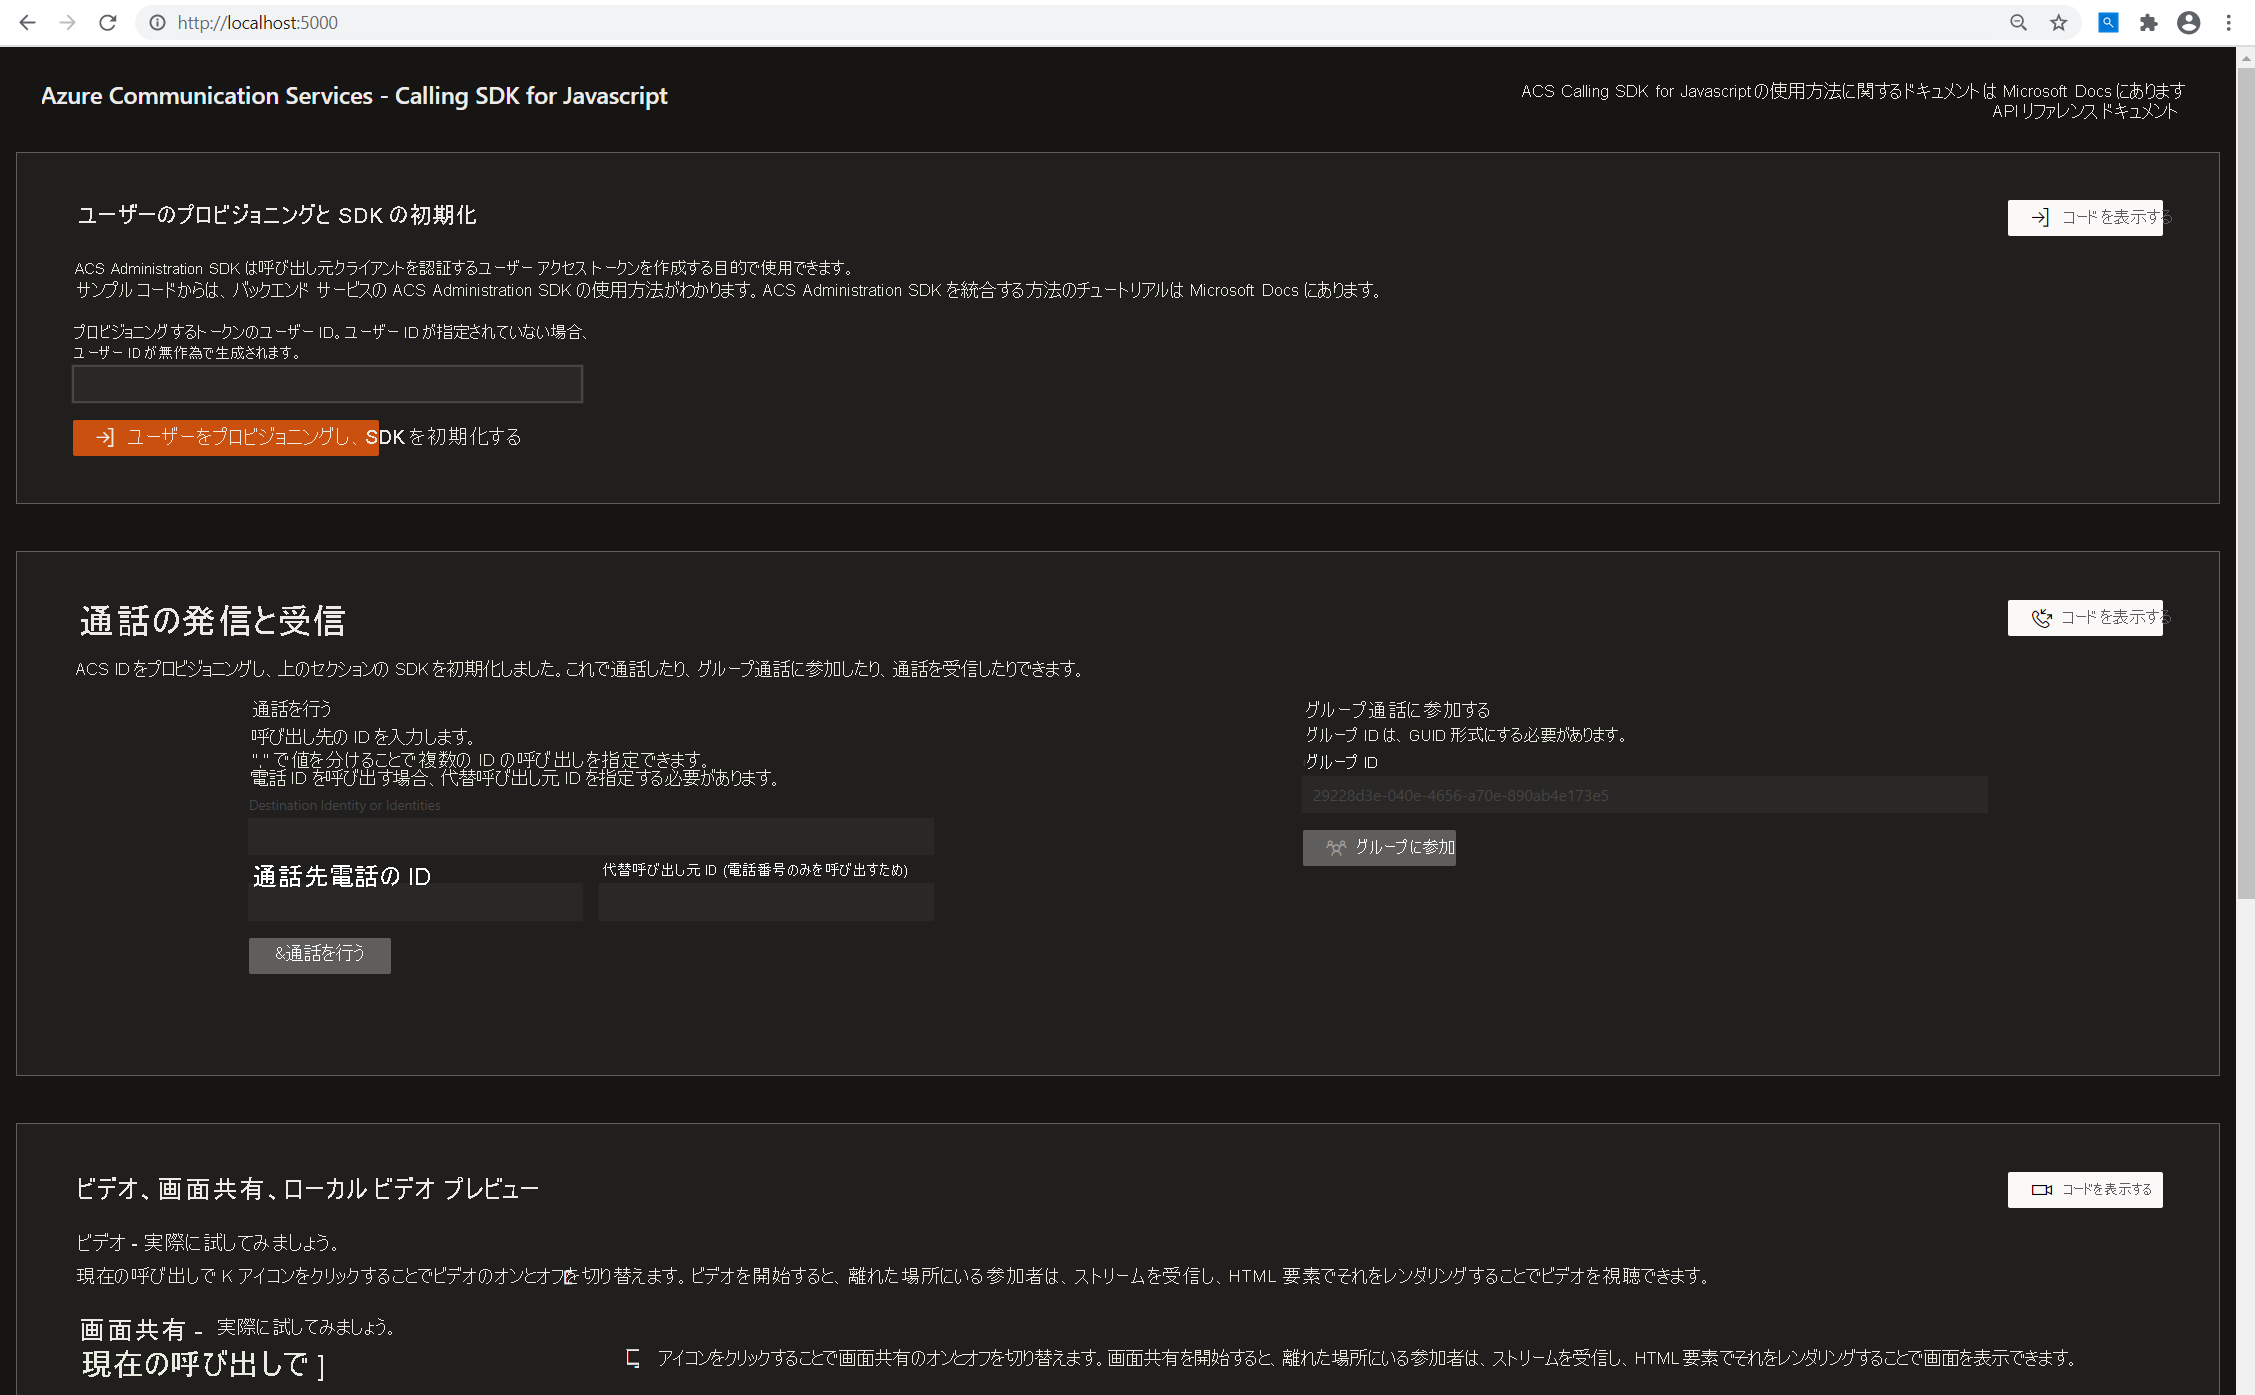 http://localhost:5000
Azure Communication Services - Calling SDK for Javascript
ACS Calling SDK for Javascriptの使用方法に関するドキュメントは Microsoft Docs にあります
API リファレンス ドキュメント
ユーザーのプロビジョニングと SDK の初期化
コードを表示する
ACS Administration SDK は呼び出し元クライアントを認証するユーザー アクセス トークンを作成する目的で使用できます。
サンプル コードからは、バックエンド サービスの ACS Administration SDK の使用方法がわかります。ACS Administration SDK を統合する方法のチュートリアルは Microsoft Docs にあります。
プロビジョニングするトークンのユーザー ID。ユーザー ID が指定されていない場合、
ユーザー ID が無作為で生成されます。
ユーザーをプロビジョニングし、SDK を初期化する
通話の発信と受信
コードを表示する
ACS ID をプロビジョニングし、上のセクションの SDK を初期化しました。これで通話したり、グループ通話に参加したり、通話を受信したりできます。
通話を行う
呼び出し先の ID を入力します。
"," で値を分けることで複数の ID の呼び出しを指定できます。
電話 ID を呼び出す場合、代替呼び出し元 ID を指定する必要があります。
Destination Identity or Identities
通話先電話の ID
代替呼び出し元 ID (電話番号のみを呼び出すため)
&通話を行う
グループ通話に参加する
グループ ID は、GUID 形式にする必要があります。
グループ ID
29228d3e-040e-4656-a70e-890ab4e173e5
グループに参加
ビデオ、画面共有、ローカル ビデオ プレビュー
コードを表示する
ビデオ - 実際に試してみましょう。
現在の呼び出しで K アイコンをクリックすることでビデオのオンとオフを切り替えます。ビデオを開始すると、離れた場所にいる参加者は、ストリームを受信し、HTML 要素でそれをレンダリングすることでビデオを視聴できます。
画面共有 - 実際に試してみましょう。
現在の呼び出しで ] アイコンをクリックすることで画面共有のオンとオフを切り替えます。画面共有を開始すると、離れた場所にいる参加者は、ストリームを受信し、HTML 要素でそれをレンダリングすることで画面を表示できます。